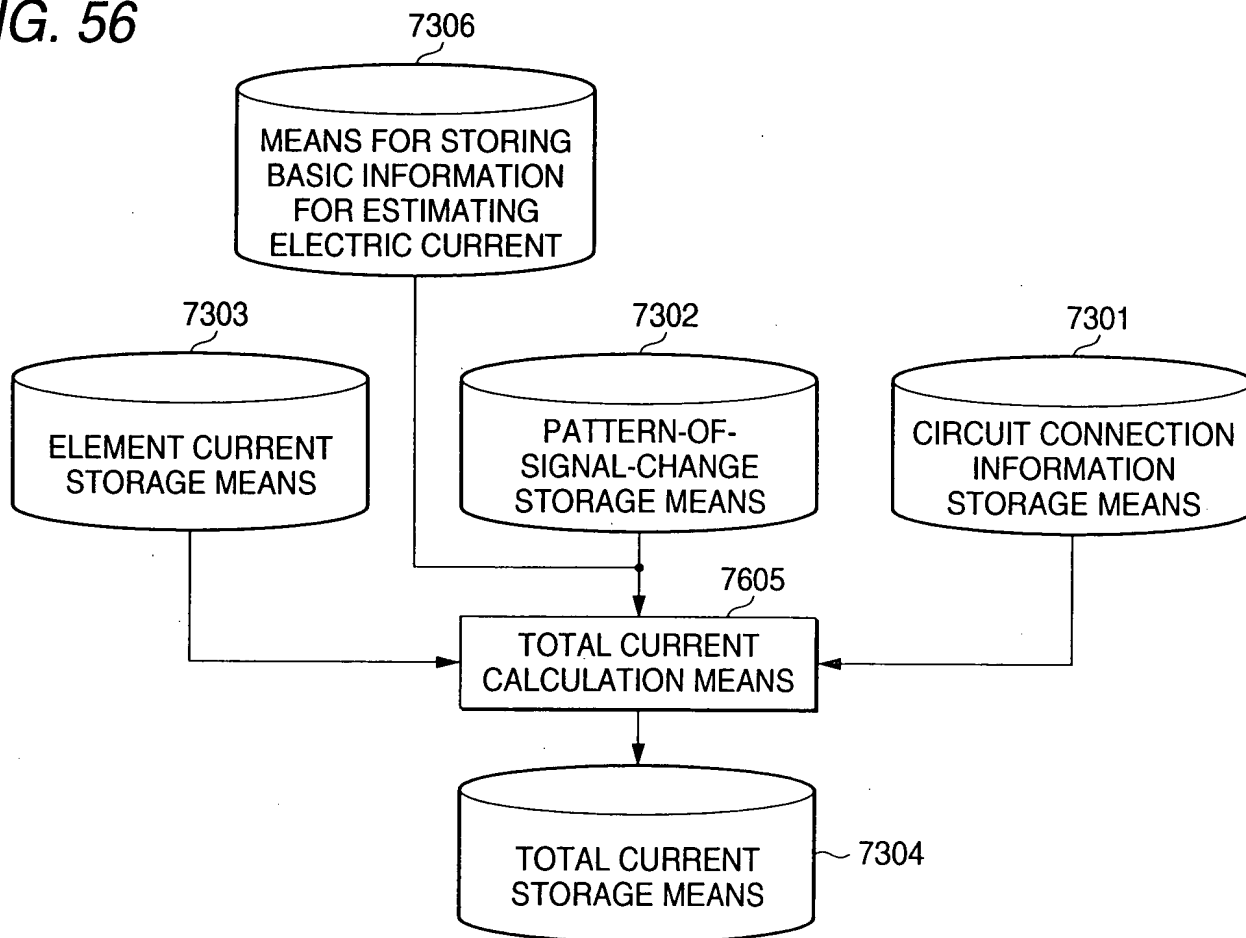 IG. 56
7306
MEANS FOR STORING
BASIC INFORMATION
FOR ESTIMATING
ELECTRIC CURRENT
7303
ELEMENT CURRENT
STORAGE MEANS
7302
PATTERN-OF-
SIGNAL-CHANGE
STORAGE MEANS
7301
CIRCUIT CONNECTION
INFORMATION
STORAGE MEANS
7605
TOTAL CURRENT
CALCULATION MEANS
TOTAL CURRENT
STORAGE MEANS
7304